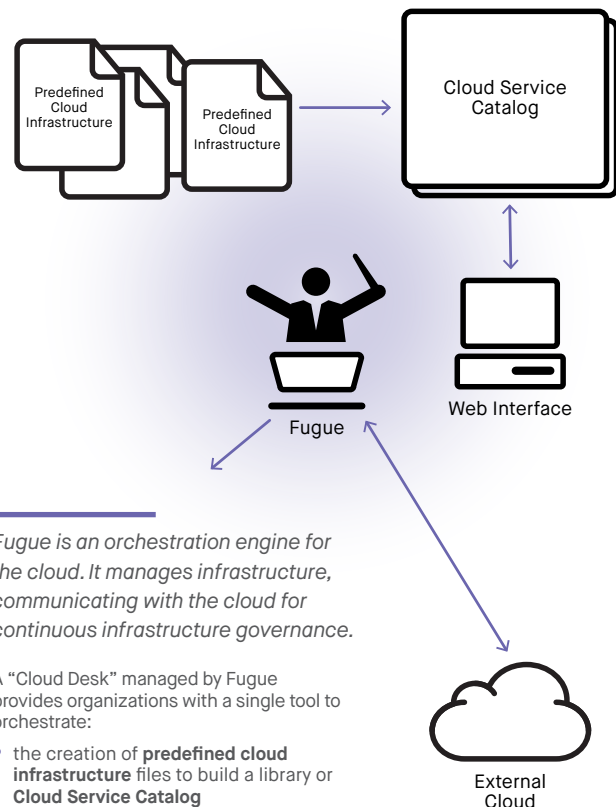 Predefined
Cloud
Infrastructure
Predefined
Cloud
Infrastructure
Cloud Service
Catalog
Web Interface
Fugue
Fugue is an orchestration engine for
the cloud. It manages infrastructure,
communicating with the cloud for
continuous infrastructure governance.
A “Cloud Desk” managed by Fugue
provides organizations with a single tool to
orchestrate:
the creation of predefined cloud
infrastructure files to build a library or
Cloud Service Catalog
External
Cloud